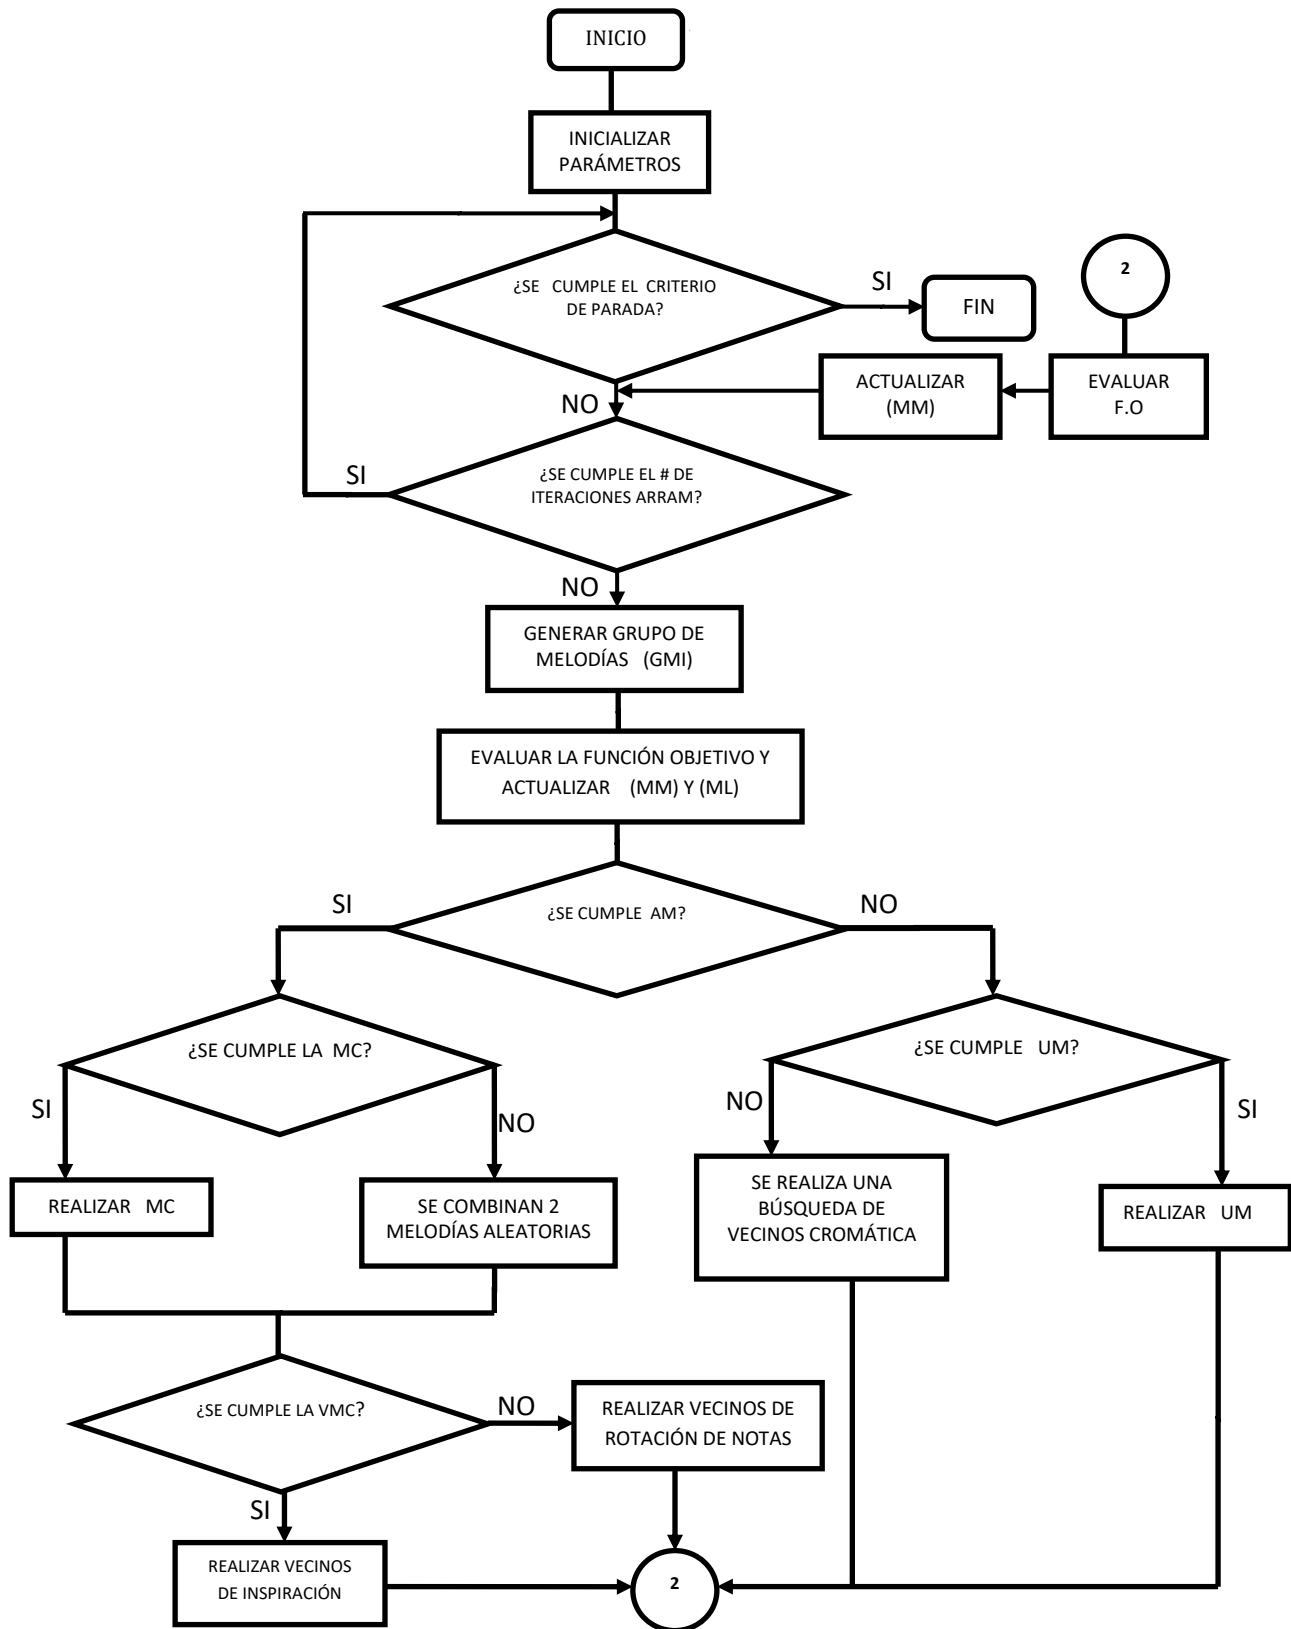 INICIO
INICIALIZAR
PARÁMETROS
¿SE CUMPLE EL CRITERIO
DE PARADA?
SI
FIN
2
NO
ACTUALIZAR
(MM)
EVALUAR
F.O
SI
¿SE CUMPLE EL # DE
ITERACIONES ARRAM?
NO
GENERAR GRUPO DE
MELODÍAS (GMI)
EVALUAR LA FUNCIÓN OBJETIVO Y
ACTUALIZAR (MM) Y (ML)
SI
¿SE CUMPLE AM?
NO
¿SE CUMPLE LA MC?
¿SE CUMPLE UM?
SI
NO
NO
SI
REALIZAR MC
SE COMBINAN 2
MELODÍAS ALEATORIAS
SE REALIZA UNA
BÚSQUEDA DE
VECINOS CROMÁTICA
REALIZAR UM
¿SE CUMPLE LA VMC?
NO
REALIZAR VECINOS DE
ROTACIÓN DE NOTAS
SI
REALIZAR VECINOS
DE INSPIRACIÓN
2